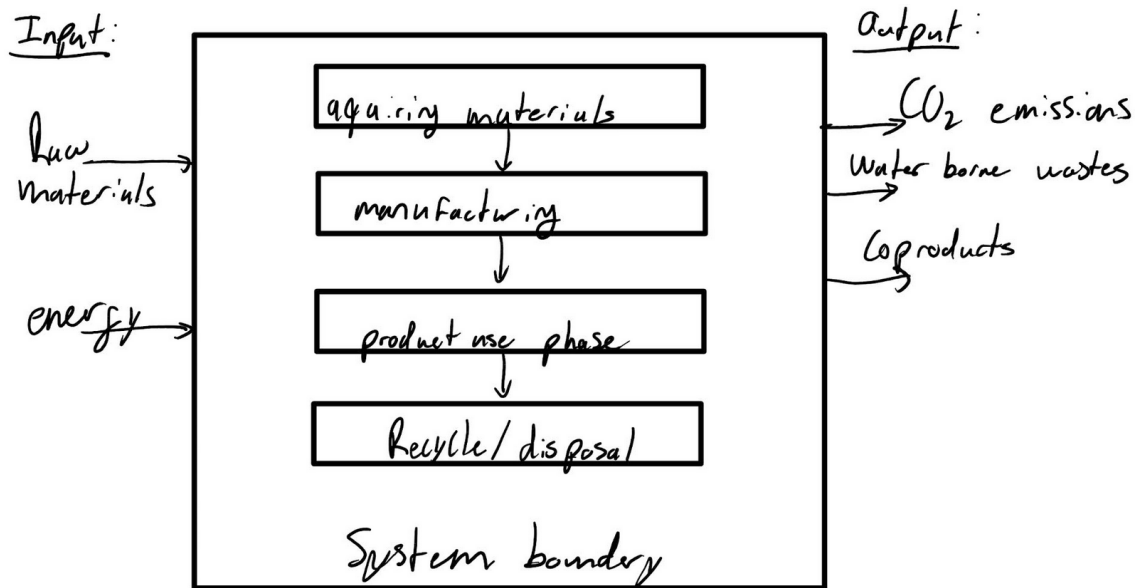 Input:
Raw
materials
energy
aquiring materials
manufacturing
product use phase
Recycle/disposal
System boundery
Output:
CO₂ emissions
Water borne wastes
Coproducts